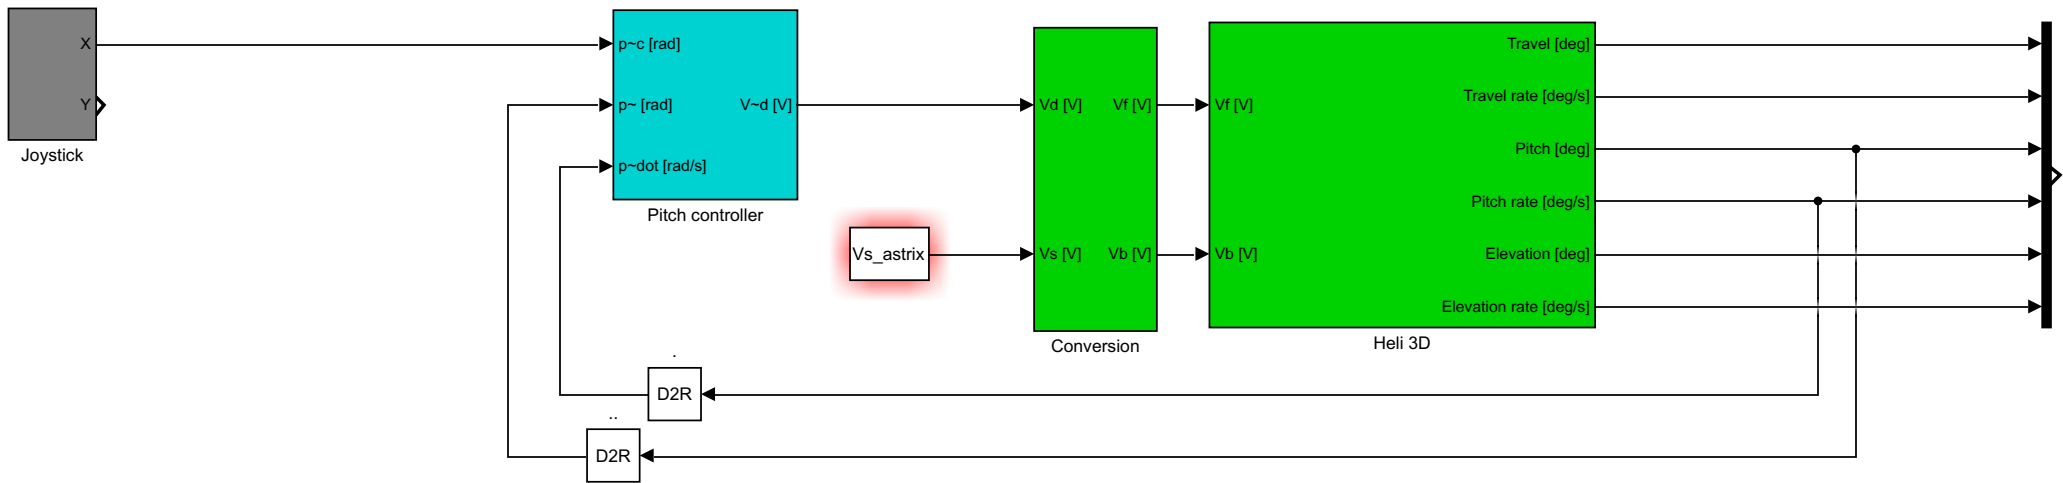 X
Y
Joystick
p~c [rad]
p~ [rad]
p~dot [rad/s]
V~d [V]
Pitch controller
Vs_astrix
Vd [V]
Vs [V]
Vf [V]
Vb [V]
Conversion
Vf [V]
Vb [V]
Travel [deg]
Travel rate [deg/s]
Pitch [deg]
Pitch rate [deg/s]
Elevation [deg]
Elevation rate [deg/s]
Heli 3D
.
D2R
..
D2R